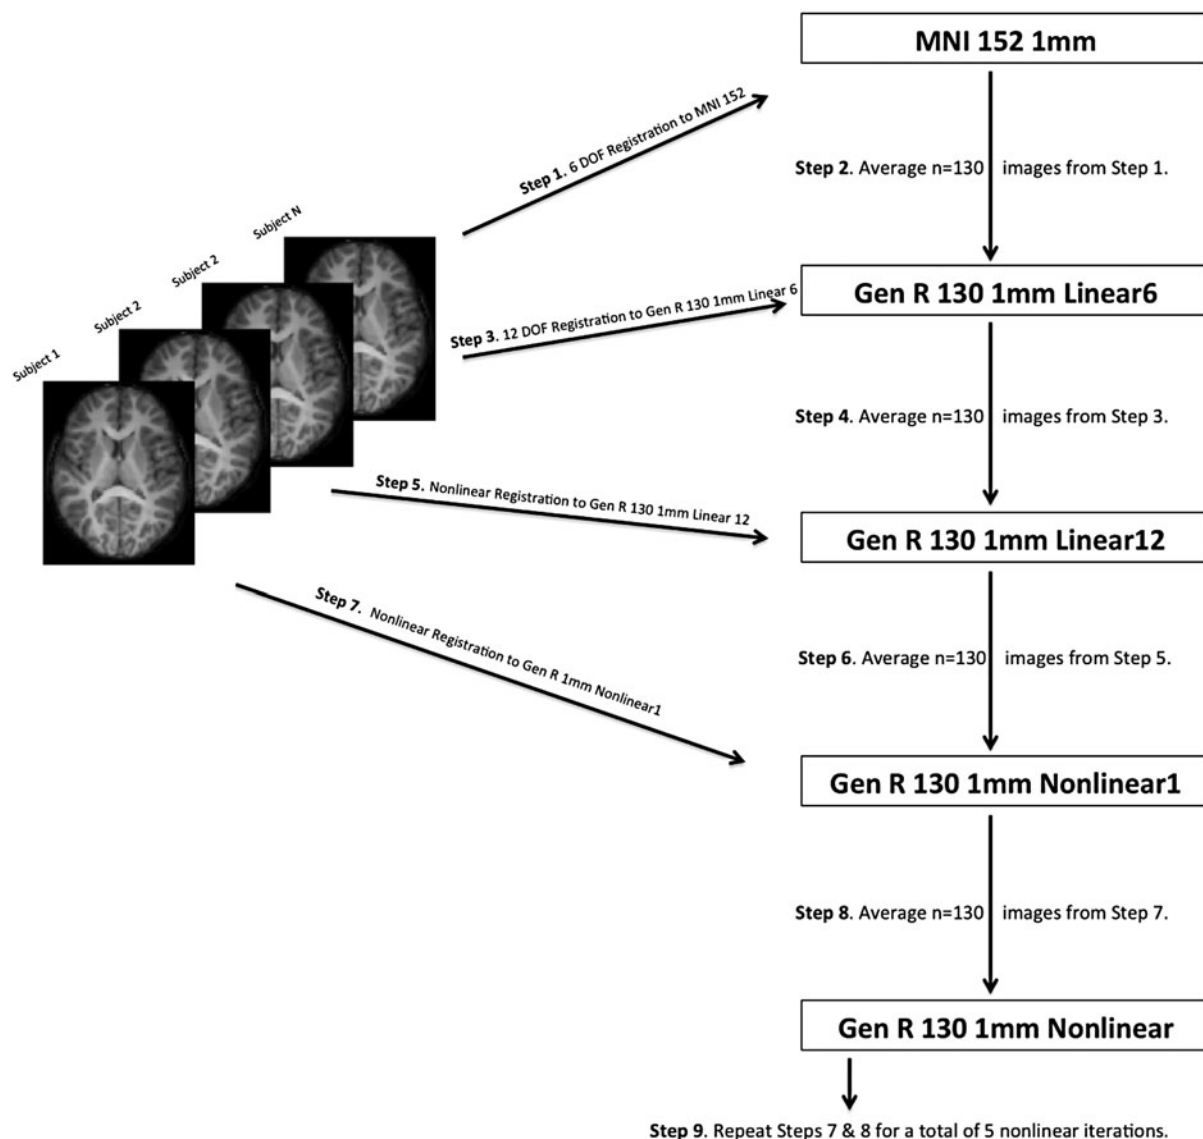 MNI 152 1mm
Step 1. 6 DOF Registration to MNI 152
Step 2. Average n=130 images from Step 1.
Subject N
Subject 2
Subject 2
Subject 1
Gen R 130 1mm Linear6
Step 3. 12 DOF Registration to Gen R 130 1mm Linear 6
Step 4. Average n=130 images from Step 3.
Step 5. Nonlinear Registration to Gen R 130 1mm Linear 12
Gen R 130 1mm Linear12
Step 7. Nonlinear Registration to Gen R 1mm Nonlinear1
Step 6. Average n=130 images from Step 5.
Gen R 130 1mm Nonlinear1
Step 8. Average n=130 images from Step 7.
Gen R 130 1mm Nonlinear
Step 9. Repeat Steps 7 & 8 for a total of 5 nonlinear iterations.